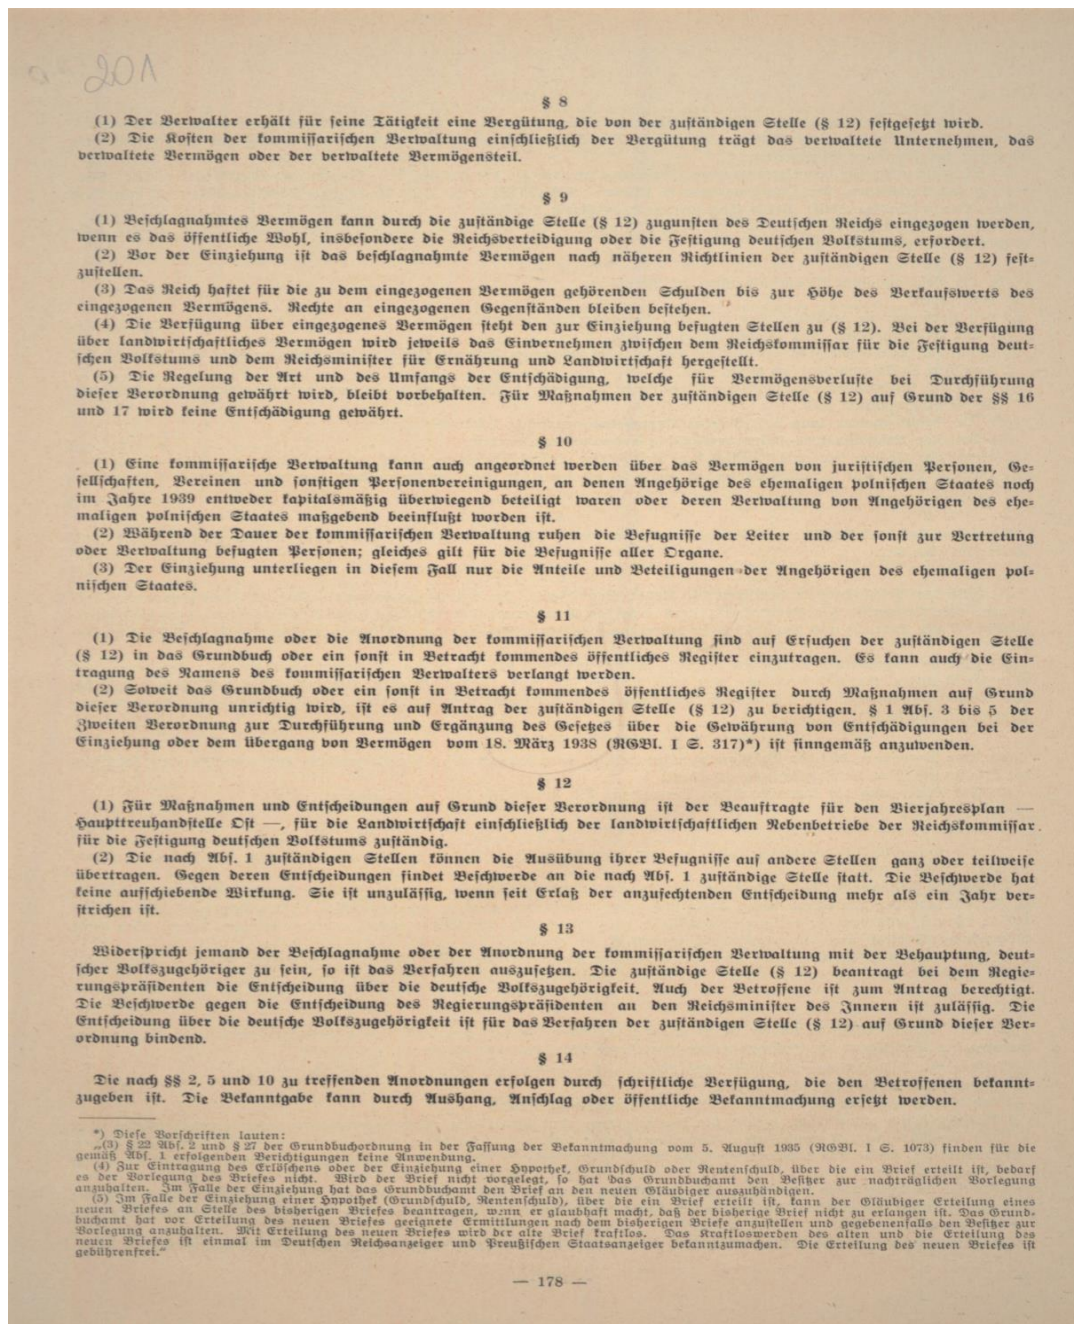 201
§ 8
(1) Der Verwalter erhält für seine Tätigkeit eine Vergütung, die von der zuständigen Stelle (§ 12) festgesetzt wird.
(2) Die Kosten der kommissarischen Verwaltung einschließlich der Vergütung trägt das verwaltete Unternehmen, das
verwaltete Vermögen oder der verwaltete Vermögensteil.
§ 9
(1) Beschlagnahmtes Vermögen kann durch die zuständige Stelle (§ 12) zugunsten des Deutschen Reichs eingezogen werden,
wenn es das öffentliche Wohl, insbesondere die Reichsverteidigung oder die Festigung deutschen Volkstums, erfordert.
(2) Vor der Einziehung ist das beschlagnahmte Vermögen nach näheren Richtlinien der zuständigen Stelle (§ 12) fest-
zustellen.
(3) Das Reich haftet für die zu dem eingezogenen Vermögen gehörenden Schulden bis zur Höhe des Verkaufswerts des
eingezogenen Vermögens. Rechte an eingezogenen Gegenständen bleiben bestehen.
(4) Die Verfügung über eingezogenes Vermögen steht den zur Einziehung befugten Stellen zu (§ 12). Bei der Verfügung
über landwirtschaftliches Vermögen wird jeweils das Einvernehmen zwischen dem Reichskommissar für die Festigung deut-
schen Volkstums und dem Reichsminister für Ernährung und Landwirtschaft hergestellt.
(5) Die Regelung der Art und des Umfangs der Entschädigung, welche für Vermögensverluste bei Durchführung
dieser Verordnung gewährt wird, bleibt vorbehalten. Für Maßnahmen der zuständigen Stelle (§ 12) auf Grund der §§ 16
und 17 wird keine Entschädigung gewährt.
§ 10
(1) Eine kommissarische Verwaltung kann auch angeordnet werden über das Vermögen von juristischen Personen, Ge-
sellschaften, Vereinen und sonstigen Personenvereinigungen, an denen Angehörige des ehemaligen polnischen Staates noch
im Jahre 1939 entweder kapitalsmäßig überwiegend beteiligt waren oder deren Verwaltung von Angehörigen des ehe-
maligen polnischen Staates maßgebend beeinflußt worden ist.
(2) Während der Dauer der kommissarischen Verwaltung ruhen die Befugnisse der Leiter und der sonst zur Vertretung
oder Verwaltung befugten Personen; gleiches gilt für die Befugnisse aller Organe.
(3) Der Einziehung unterliegen in diesem Fall nur die Anteile und Beteiligungen der Angehörigen des ehemaligen pol-
nischen Staates.
§ 11
(1) Die Beschlagnahme oder die Anordnung der kommissarischen Verwaltung sind auf Ersuchen der zuständigen Stelle
(§ 12) in das Grundbuch oder ein sonst in Betracht kommendes öffentliches Register einzutragen. Es kann auch die Ein-
tragung des Namens des kommissarischen Verwalters verlangt werden.
(2) Soweit das Grundbuch oder ein sonst in Betracht kommendes öffentliches Register durch Maßnahmen auf Grund
dieser Verordnung unrichtig wird, ist es auf Antrag der zuständigen Stelle (§ 12) zu berichtigen. § 1 Abs. 3 bis 5 der
Zweiten Verordnung zur Durchführung und Ergänzung des Gesetzes über die Gewährung von Entschädigungen bei der
Einziehung oder dem Übergang von Vermögen vom 18. März 1938 (RGBl. I S. 317)*) ist sinngemäß anzuwenden.
§ 12
(1) Für Maßnahmen und Entscheidungen auf Grund dieser Verordnung ist der Beauftragte für den Vierjahresplan —
Haupttreuhandstelle Ost —, für die Landwirtschaft einschließlich der landwirtschaftlichen Nebenbetriebe der Reichskommissar
für die Festigung deutschen Volkstums zuständig.
(2) Die nach Abs. 1 zuständigen Stellen können die Ausübung ihrer Befugnisse auf andere Stellen ganz oder teilweise
übertragen. Gegen deren Entscheidungen findet Beschwerde an die nach Abs. 1 zuständige Stelle statt. Die Beschwerde hat
keine aufschiebende Wirkung. Sie ist unzulässig, wenn seit Erlaß der anzufechtenden Entscheidung mehr als ein Jahr ver-
strichen ist.
§ 13
Widerspricht jemand der Beschlagnahme oder der Anordnung der kommissarischen Verwaltung mit der Behauptung, deut-
scher Volkszugehöriger zu sein, so ist das Verfahren auszusetzen. Die zuständige Stelle (§ 12) beantragt bei dem Regie-
rungspräsidenten die Entscheidung über die deutsche Volkszugehörigkeit. Auch der Betroffene ist zum Antrag berechtigt.
Die Beschwerde gegen die Entscheidung des Regierungspräsidenten an den Reichsminister des Innern ist zulässig. Die
Entscheidung über die deutsche Volkszugehörigkeit ist für das Verfahren der zuständigen Stelle (§ 12) auf Grund dieser Ver-
ordnung bindend.
§ 14
Die nach §§ 2, 5 und 10 zu treffenden Anordnungen erfolgen durch schriftliche Verfügung, die den Betroffenen bekannt-
zugeben ist. Die Bekanntgabe kann durch Aushang, Anschlag oder öffentliche Bekanntmachung ersetzt werden.
*) Diese Vorschriften lauten:
„(3) § 22 Abs. 2 und § 27 der Grundbuchordnung in der Fassung der Bekanntmachung vom 5. August 1935 (RGBl. I S. 1073) finden für die
gemäß Abs. 1 erfolgenden Berichtigungen keine Anwendung.
(4) Zur Eintragung des Erlöschens oder der Einziehung einer Hypothek, Grundschuld oder Rentenschuld, über die ein Brief erteilt ist, bedarf
es der Vorlegung des Briefes nicht. Wird der Brief nicht vorgelegt, so hat das Grundbuchamt den Besitzer zur nachträglichen Vorlegung
anzuhalten. Im Falle der Einziehung hat das Grundbuchamt den Brief an den neuen Gläubiger auszuhändigen.
(5) Im Falle der Einziehung einer Hypothek (Grundschuld, Rentenschuld), über die ein Brief erteilt ist, kann der Gläubiger Erteilung eines
neuen Briefes an Stelle des bisherigen Briefes beantragen, wenn er glaubhaft macht, daß der bisherige Brief nicht zu erlangen ist. Das Grund-
buchamt hat vor Erteilung des neuen Briefes geeignete Ermittlungen nach dem bisherigen Briefe anzustellen und gegebenenfalls den Besitzer zur
Vorlegung anzuhalten. Mit Erteilung des neuen Briefes wird der alte Brief kraftlos. Das Kraftloswerden des alten und die Erteilung des
neuen Briefes ist einmal im Deutschen Reichsanzeiger und Preußischen Staatsanzeiger bekanntzumachen. Die Erteilung des neuen Briefes ist
gebührenfrei.“
— 178 —